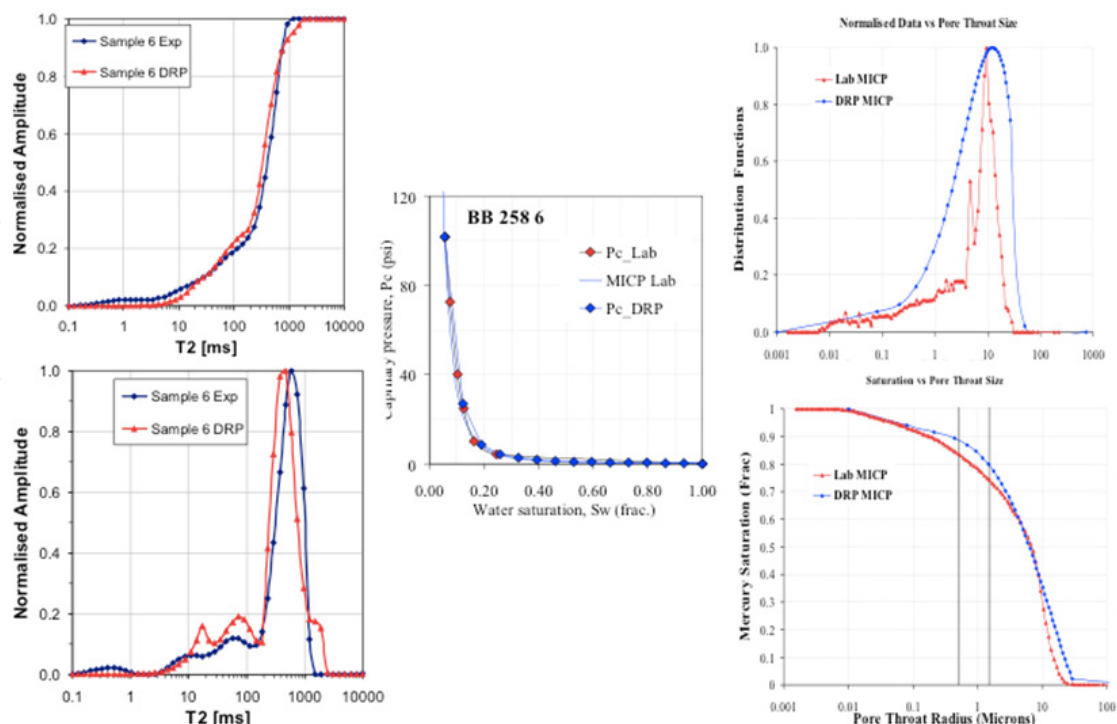 1.0
0.8
0.6
0.4
0.2
0.0
Normalised Amplitude
Sample 6 Exp
Sample 6 DRP
0.1 1 10 100 1000 10000
T2 [ms]
1.0
0.8
0.6
0.4
0.2
0.0
Normalised Amplitude
Sample 6 Exp
Sample 6 DRP
0.1 1 10 100 1000 10000
T2 [ms]
120
80
40
0
Capillary pressure, Pc (psi)
BB 258 6
Pc_Lab
MICP Lab
Pc_DRP
0.00 0.20 0.40 0.60 0.80 1.00
Water saturation, Sw (frac.)
Normalised Data vs Pore Throat Size
1.0
0.8
0.6
0.4
0.2
0.0
Distribution Functions
Lab MICP
DRP MICP
0.001 0.01 0.1 1 10 100 1000
Saturation vs Pore Throat Size
1
0.9
0.8
0.7
0.6
0.5
0.4
0.3
0.2
0.1
0
Mercury Saturation (Frac)
Lab MICP
DRP MICP
0.001 0.1 10
Pore Throat Radius (Microns)